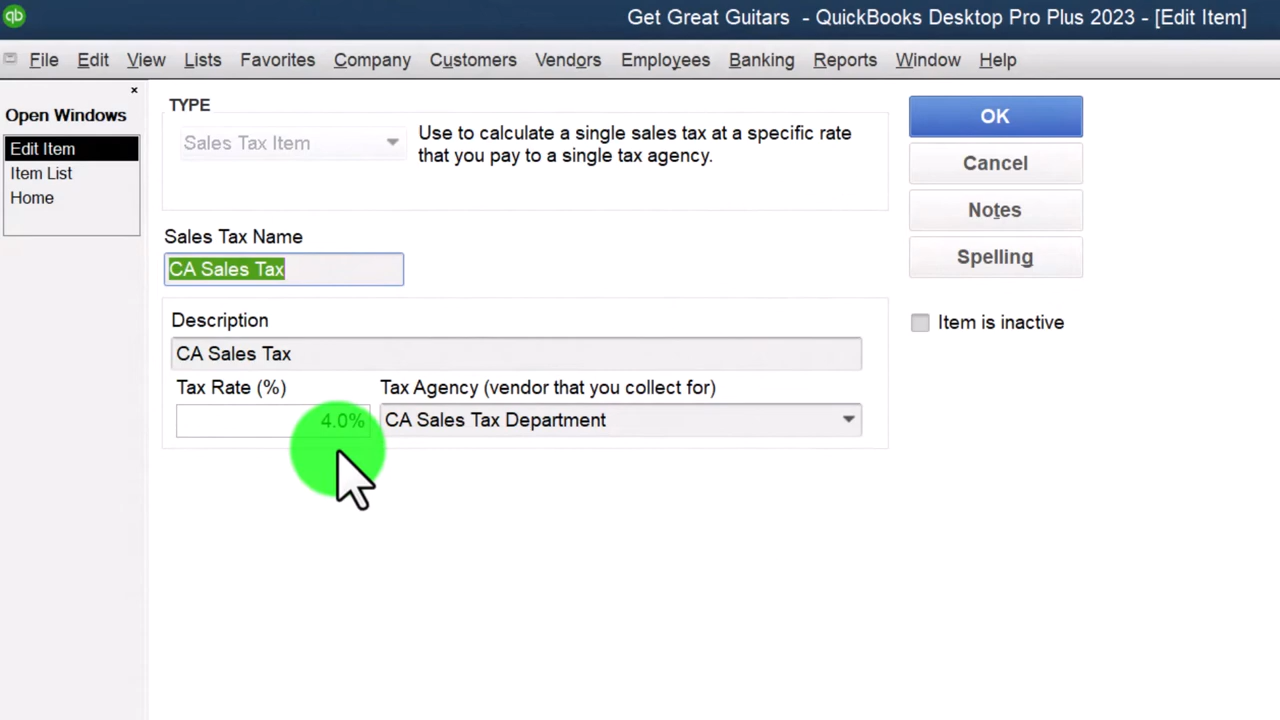 qb
Get Great Guitars - QuickBooks Desktop Pro Plus 2023 - [Edit Item]
File Edit View Lists Favorites Company Customers Vendors Employees Banking Reports Window Help
Open Windows
Edit Item
Item List
Home
TYPE
Sales Tax Item
Use to calculate a single sales tax at a specific rate
that you pay to a single tax agency.
Sales Tax Name
CA Sales Tax
Description
CA Sales Tax
Tax Rate (%) Tax Agency (vendor that you collect for)
4.0% CA Sales Tax Department
OK
Cancel
Notes
Spelling
Item is inactive